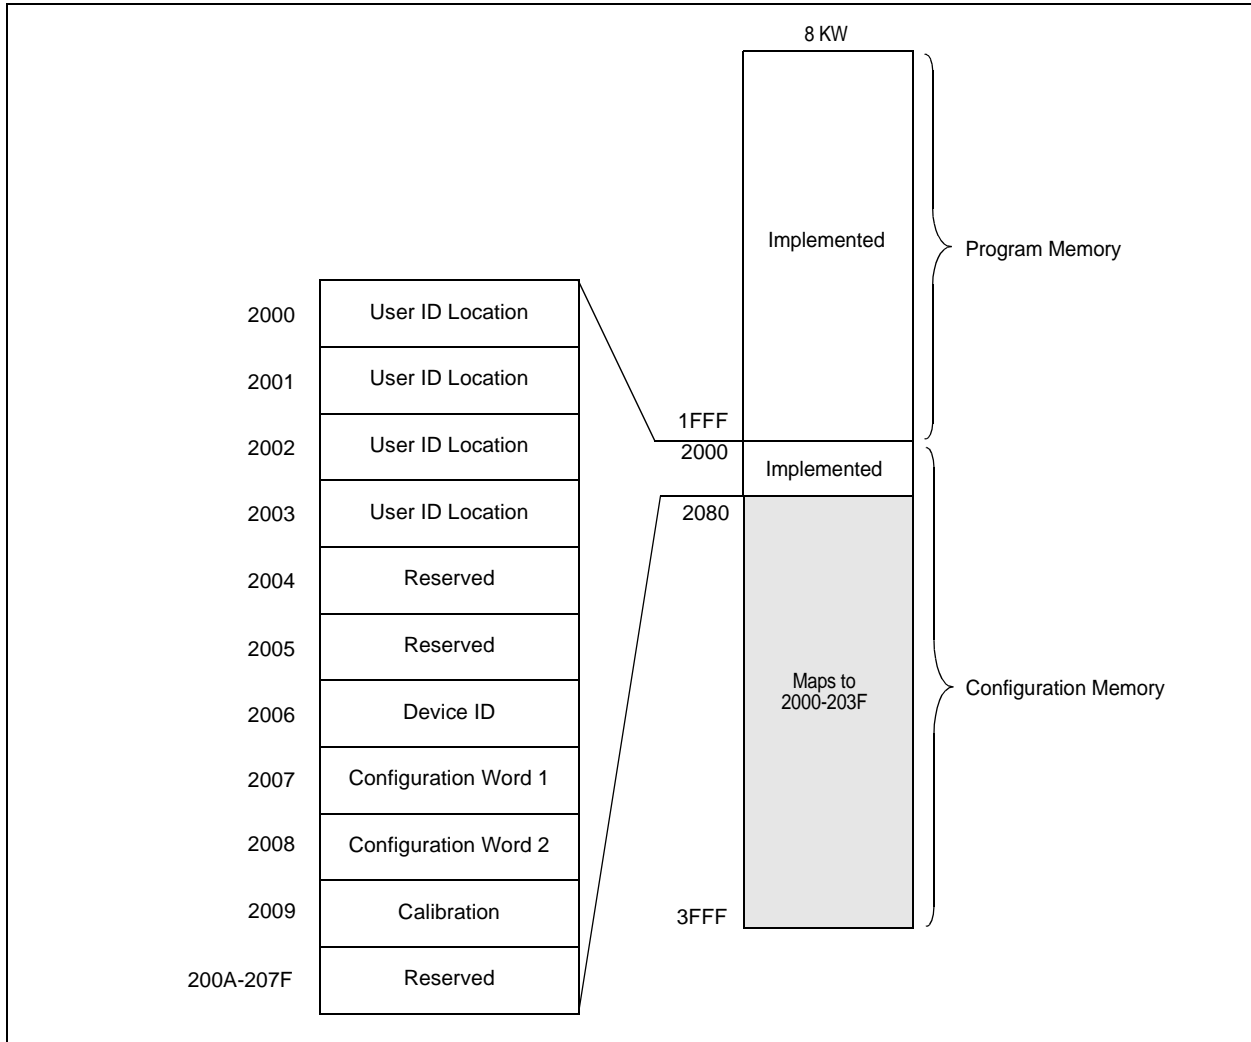 8 KW
Implemented
Program Memory
2000 User ID Location
2001 User ID Location
1FFF
2002 User ID Location
2000
Implemented
2003 User ID Location
2080
2004 Reserved
2005 Reserved
Maps to
2000-203F
Configuration Memory
2006 Device ID
2007 Configuration Word 1
2008 Configuration Word 2
2009 Calibration
3FFF
200A-207F Reserved